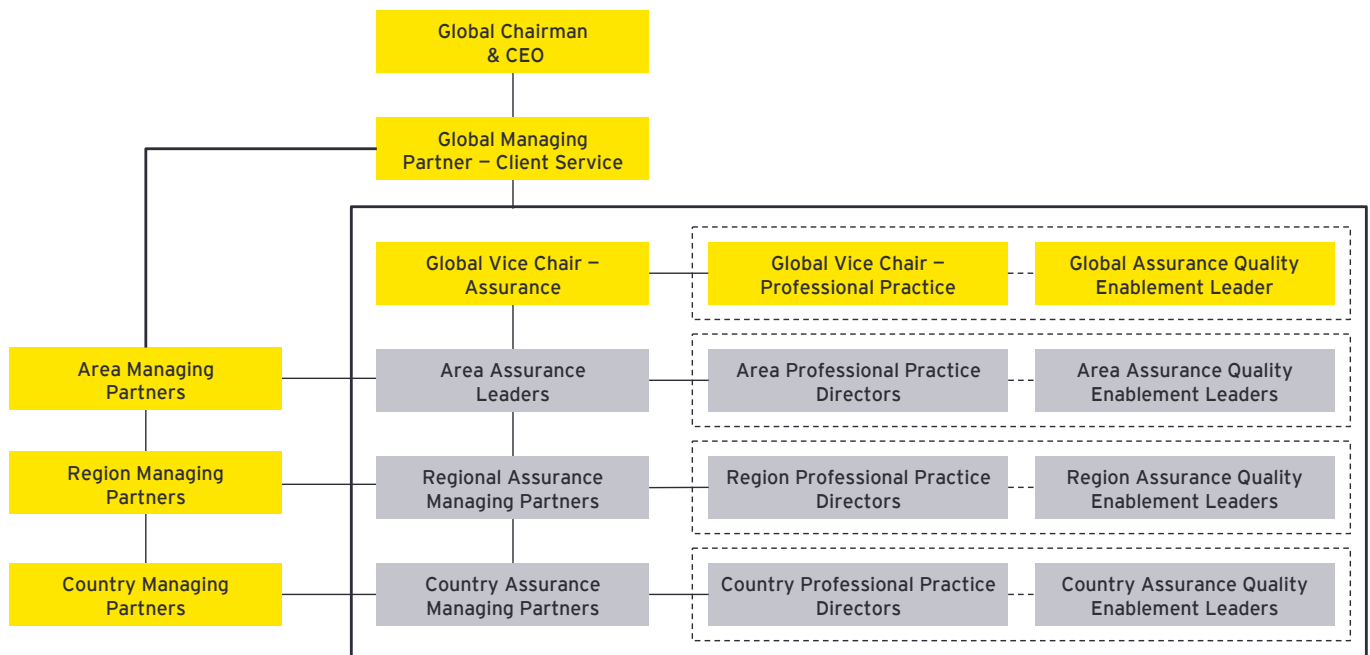 Global Chairman
& CEO
Global Managing
Partner – Client Service
Global Vice Chair –
Assurance
Global Vice Chair –
Professional Practice
Global Assurance Quality
Enablement Leader
Area Managing
Partners
Area Assurance
Leaders
Area Professional Practice
Directors
Area Assurance Quality
Enablement Leaders
Region Managing
Partners
Regional Assurance
Managing Partners
Region Professional Practice
Directors
Region Assurance Quality
Enablement Leaders
Country Managing
Partners
Country Assurance
Managing Partners
Country Professional Practice
Directors
Country Assurance Quality
Enablement Leaders